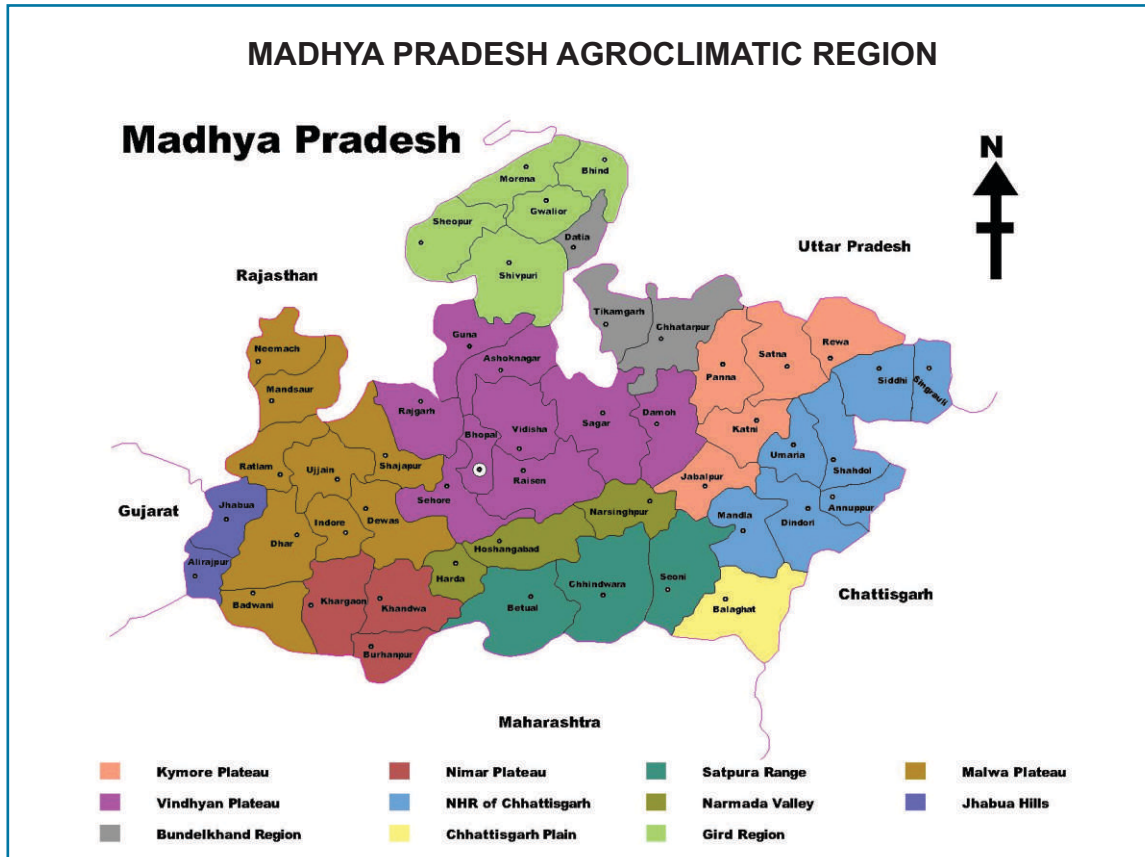 MADHYA PRADESH AGROCLIMATIC REGION
Madhya Pradesh
N
Uttar Pradesh
Rajasthan
Gujarat
Chattisgarh
Maharashtra
Bhind
Morena
Gwalior
Sheopur
Datia
Shivpuri
Tikamgarh
Chhatarpur
Guna
Ashoknagar
Neemach
Mandsaur
Rajgarh
Panna
Satna
Rewa
Siddhi
Singrauli
Bhopal
Vidisha
Sagar
Damoh
Katni
Umaria
Shahdol
Ratlam
Ujjain
Shajapur
Sehore
Raisen
Jabalpur
Annuppur
Jhabua
Indore
Dewas
Dhar
Narsinghpur
Mandla
Dindori
Hoshangabad
Harda
Alirajpur
Badwani
Khargaon
Khandwa
Burhanpur
Betual
Chhindwara
Seoni
Balaghat
Kymore Plateau
Nimar Plateau
Satpura Range
Malwa Plateau
Vindhyan Plateau
NHR of Chhattisgarh
Narmada Valley
Jhabua Hills
Bundelkhand Region
Chhattisgarh Plain
Gird Region